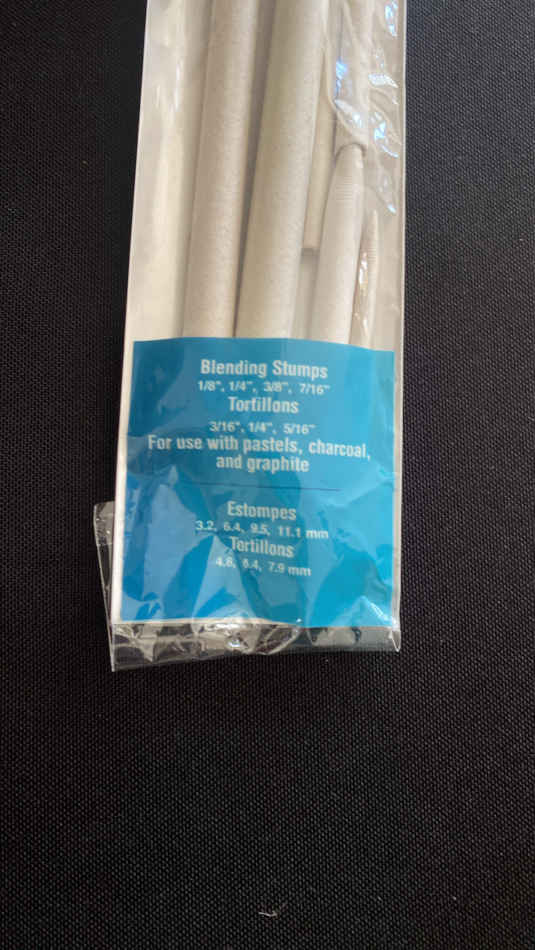 Blending Stumps
1/8", 1/4", 3/8", 7/16"
Tortillons
3/16", 1/4", 5/16"
For use with pastels, charcoal,
and graphite
Estompes
3.2, 6.4, 9.5, 11.1 mm
Tortillons
4.8, 6.4, 7.9 mm